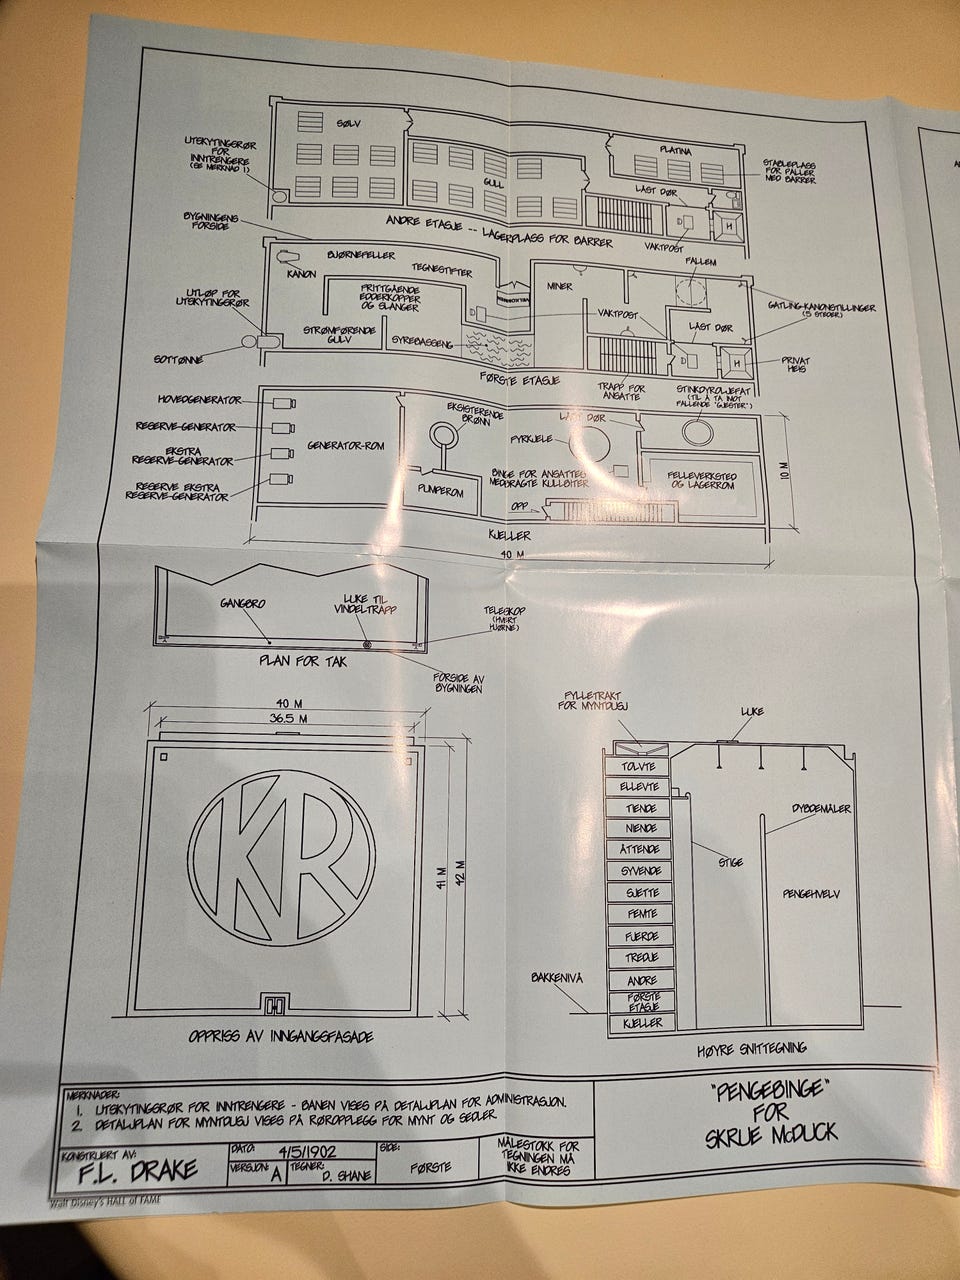 SØLV
GULL
PLATINA
UTSKYTINGSRØR
FOR
INNTRENGERE
(SE MERKNAD 1)
STABLEPLASS
FOR PALLER
MED BARRER
LÅST DØR
H
VAKTPOST
ANDRE ETASJE -- LAGERPLASS FOR BARRER
BYGNINGENS
FORSIDE
KANON
BJØRNEFELLER
TEGNESTIFTER
FRITTGÅENDE
EDDERKOPPER
OG SLANGER
STRØMFØRENDE
GULV
SYREBASSENG
VELKOMMEN
MINER
VAKTPOST
FALLEM
LÅST DØR
GATLING-KANONSTILLINGER
(5 STEDER)
UTLØP FOR
UTSKYTINGSRØR
SOTTØNNE
H
PRIVAT
HEIS
TRAPP FOR
ANSATTE
STINKDYROLJEFAT
(TIL Å TA IMOT
FALLENDE "GJESTER")
FØRSTE ETASJE
HOVEDGENERATOR
RESERVE-GENERATOR
EKSTRA
RESERVE-GENERATOR
RESERVE EKSTRA
RESERVE-GENERATOR
GENERATOR-ROM
EKSISTERENDE
BRØNN
PUMPEROM
LÅST DØR
FYRKJELE
BINGE FOR ANSATTES
MEDBRAGTE KULLBITER
OPP
FELLEVERKSTED
OG LAGERROM
10 M
KJELLER
40 M
GANGBRO
LUKE TIL
VINDELTRAPP
TELESKOP
(HVERT
HJØRNE)
PLAN FOR TAK
FORSIDE AV
BYGNINGEN
40 M
36.5 M
KR
41 M
42 M
OPPRISS AV INNGANGSFASADE
FYLLETRAKT
FOR MYNTDUSJ
LUKE
TOLVTE
ELLEVTE
TIENDE
NIENDE
ÅTTENDE
SYVENDE
SJETTE
FEMTE
FJERDE
TREDJE
ANDRE
FØRSTE
ETASJE
KJELLER
STIGE
DYBDEMÅLER
PENGEHVELV
BAKKENIVÅ
HØYRE SNITTEGNING
MERKNADER:
1. UTSKYTINGSRØR FOR INNTRENGERE - BANEN VISES PÅ DETALJPLAN FOR ADMINISTRASJON.
2. DETALJPLAN FOR MYNTDUSJ VISES PÅ RØROPPLEGG FOR MYNT OG SEDLER.
KONSTRUERT AV:
F.L. DRAKE
DATO:
4/5/1902
VERSJON:
A
TEGNER:
D. SHANE
SIDE:
FØRSTE
MÅLESTOKK FOR
TEGNINGEN MÅ
IKKE ENDRES
"PENGEBINGE"
FOR
SKRUE McDUCK
Walt Disney's HALL of FAME